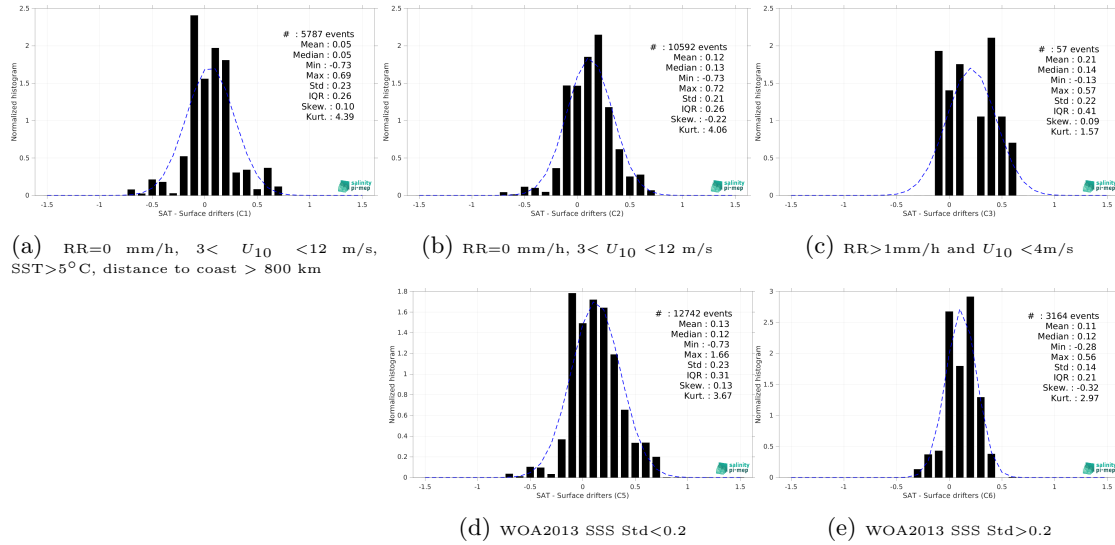 Normalized histogram
2.5
2
1.5
1
0.5
0
-1.5 -1 -0.5 0 0.5 1 1.5
SAT - Surface drifters (C1)
# : 5787 events
Mean : 0.05
Median : 0.05
Min : -0.73
Max : 0.69
Std : 0.23
IQR : 0.26
Skew. : 0.10
Kurt. : 4.39
salinity
pi-mep
(a) RR=0 mm/h, 3< U10 <12 m/s,
SST>5°C, distance to coast > 800 km
Normalized histogram
2.5
2
1.5
1
0.5
0
-1.5 -1 -0.5 0 0.5 1 1.5
SAT - Surface drifters (C2)
# : 10592 events
Mean : 0.12
Median : 0.13
Min : -0.73
Max : 0.72
Std : 0.21
IQR : 0.26
Skew. : -0.22
Kurt. : 4.06
salinity
pi-mep
(b) RR=0 mm/h, 3< U10 <12 m/s
Normalized histogram
2.5
2
1.5
1
0.5
0
-1.5 -1 -0.5 0 0.5 1 1.5
SAT - Surface drifters (C3)
# : 57 events
Mean : 0.21
Median : 0.14
Min : -0.13
Max : 0.57
Std : 0.22
IQR : 0.41
Skew. : 0.09
Kurt. : 1.57
salinity
pi-mep
(c) RR>1mm/h and U10 <4m/s
Normalized histogram
1.8
1.6
1.4
1.2
1
0.8
0.6
0.4
0.2
0
-1.5 -1 -0.5 0 0.5 1 1.5
SAT - Surface drifters (C5)
# : 12742 events
Mean : 0.13
Median : 0.12
Min : -0.73
Max : 1.66
Std : 0.23
IQR : 0.31
Skew. : 0.13
Kurt. : 3.67
salinity
pi-mep
(d) WOA2013 SSS Std<0.2
Normalized histogram
3
2.5
2
1.5
1
0.5
0
-1.5 -1 -0.5 0 0.5 1 1.5
SAT - Surface drifters (C6)
# : 3164 events
Mean : 0.11
Median : 0.12
Min : -0.28
Max : 0.56
Std : 0.14
IQR : 0.21
Skew. : -0.32
Kurt. : 2.97
salinity
pi-mep
(e) WOA2013 SSS Std>0.2